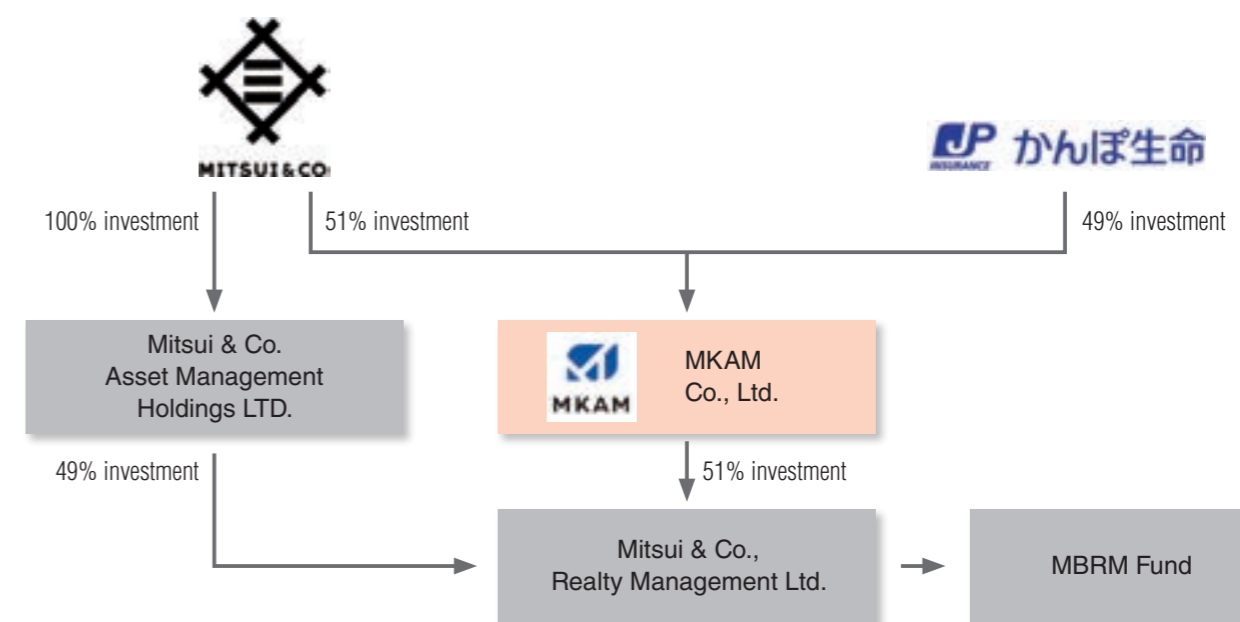 MITSUI&CO
JP かんぽ生命
INSURANCE
100% investment
51% investment
49% investment
Mitsui & Co.
Asset Management
Holdings LTD.
MKAM
MKAM
Co., Ltd.
49% investment
51% investment
Mitsui & Co.,
Realty Management Ltd.
MBRM Fund